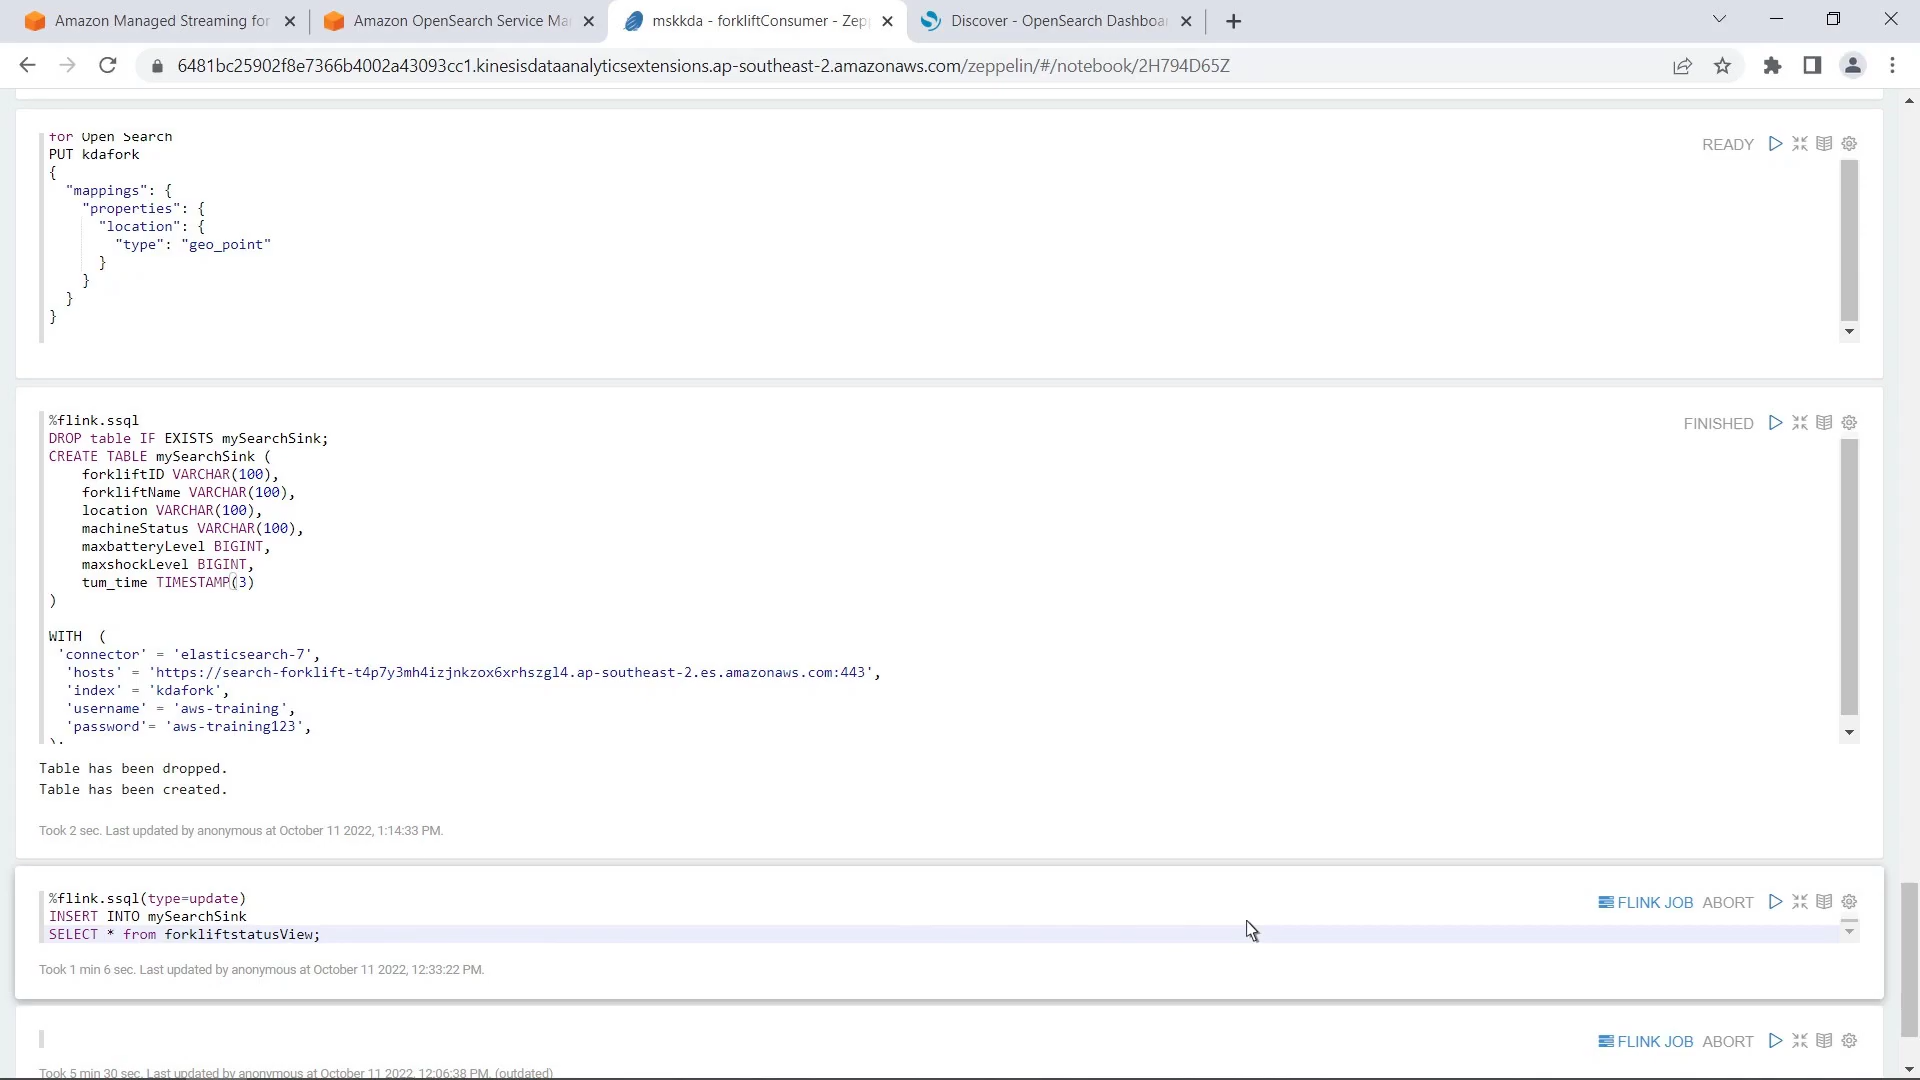 Amazon Managed Streaming for
Amazon OpenSearch Service Ma
mskkda - forkliftConsumer - Zepp
Discover - OpenSearch Dashboar
6481bc25902f8e7366b4002a43093cc1.kinesisdataanalyticsextensions.ap-southeast-2.amazonaws.com/zeppelin/#/notebook/2H794D65Z
for Open Search
READY
PUT kdafork
{
"mappings": {
"properties": {
"location": {
"type": "geo_point"
}
}
}
}
%flink.ssql
FINISHED
DROP table IF EXISTS mySearchSink;
CREATE TABLE mySearchSink (
forkliftID VARCHAR(100),
forkliftName VARCHAR(100),
location VARCHAR(100),
machineStatus VARCHAR(100),
maxbatteryLevel BIGINT,
maxshockLevel BIGINT,
tum_time TIMESTAMP(3)
)
WITH (
'connector' = 'elasticsearch-7',
'hosts' = 'https://search-forklift-t4p7y3mh4izjnkzox6xrhszgl4.ap-southeast-2.es.amazonaws.com:443',
'index' = 'kdafork',
'username' = 'aws-training',
'password'= 'aws-training123',
);
Table has been dropped.
Table has been created.
Took 2 sec. Last updated by anonymous at October 11 2022, 1:14:33 PM.
%flink.ssql(type=update)
FLINK JOB ABORT
INSERT INTO mySearchSink
SELECT * from forkliftstatusView;
Took 1 min 6 sec. Last updated by anonymous at October 11 2022, 12:33:22 PM.
FLINK JOB ABORT
Took 5 min 30 sec. Last updated by anonymous at October 11 2022, 12:06:38 PM. (outdated)